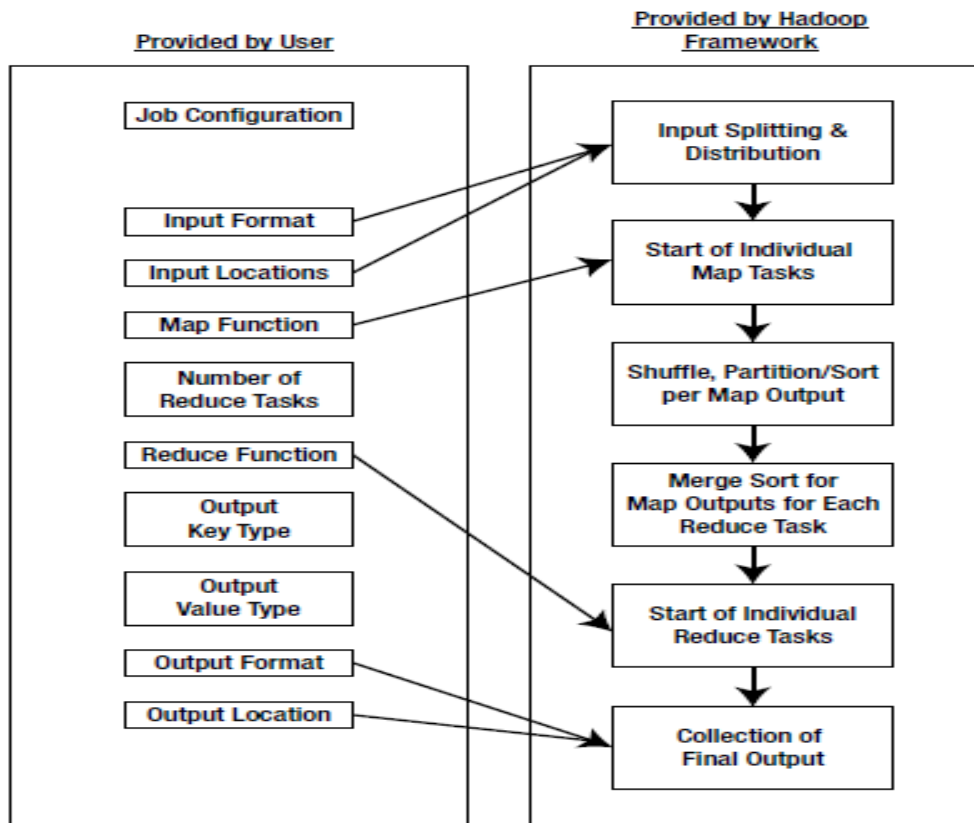 Provided by User
Job Configuration
Input Format
Input Locations
Map Function
Number of
Reduce Tasks
Reduce Function
Output
Key Type
Output
Value Type
Output Format
Output Location
Provided by Hadoop
Framework
Input Splitting &
Distribution
Start of Individual
Map Tasks
Shuffle, Partition/Sort
per Map Output
Merge Sort for
Map Outputs for Each
Reduce Task
Start of Individual
Reduce Tasks
Collection of
Final Output